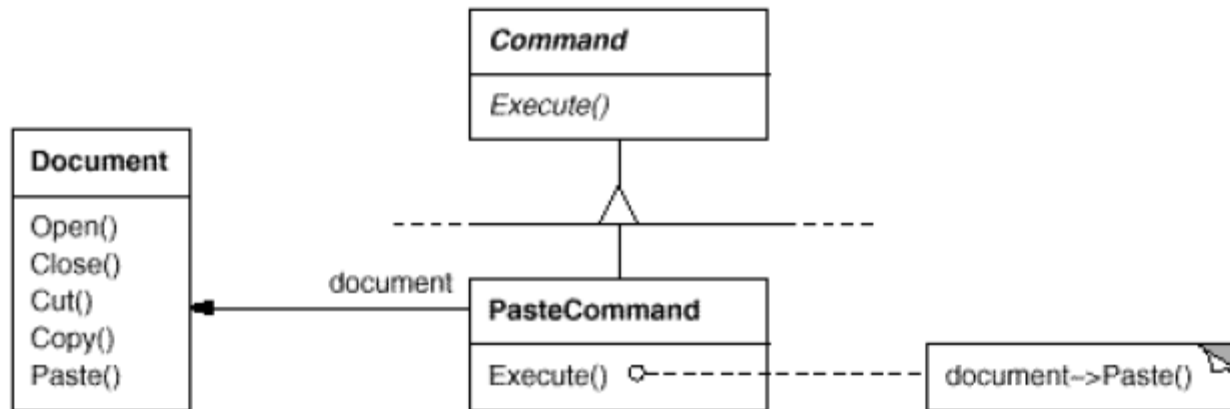 Command
Execute()
Document
Open()
Close()
Cut()
Copy()
Paste()
document
PasteCommand
Execute()
document->Paste()